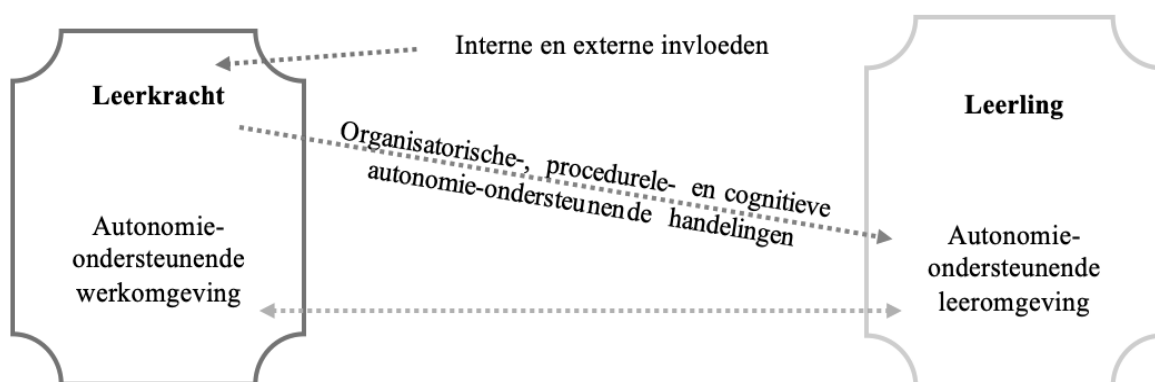 Interne en externe invloeden
Leerkracht
Leerling
Organisatorische-, procedurele- en cognitieve
autonomie-ondersteunende handelingen
Autonomie-
ondersteunende
werkomgeving
Autonomie-
ondersteunende
leeromgeving